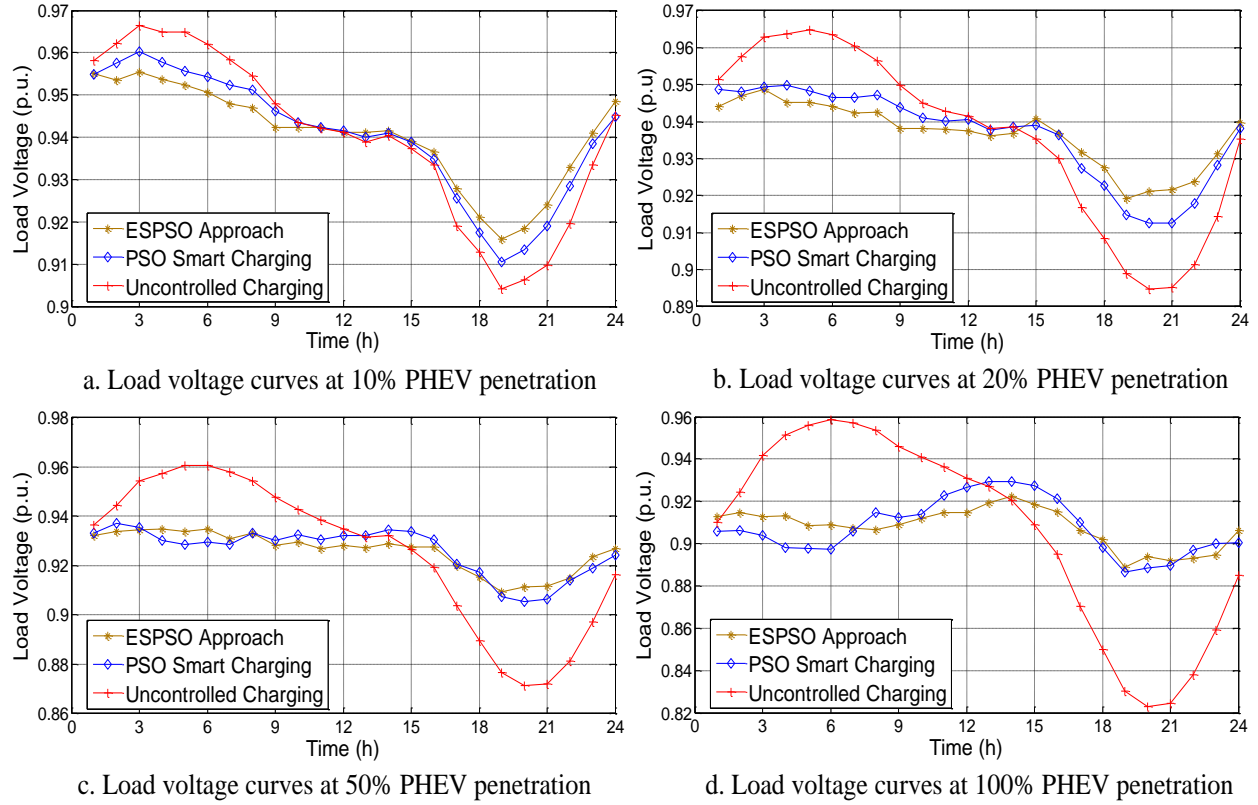 0.97
0.96
0.95
0.94
0.93
0.92
0.91
0.9
Load Voltage (p.u.)
ESPSO Approach
PSO Smart Charging
Uncontrolled Charging
0 3 6 9 12 15 18 21 24
Time (h)
a. Load voltage curves at 10% PHEV penetration
0.97
0.96
0.95
0.94
0.93
0.92
0.91
0.9
0.89
Load Voltage (p.u)
ESPSO Approach
PSO Smart Charging
Uncontrolled Charging
0 3 6 9 12 15 18 21 24
Time (h)
b. Load voltage curves at 20% PHEV penetration
0.98
0.96
0.94
0.92
0.9
0.88
0.86
Load Voltage (p.u.)
ESPSO Approach
PSO Smart Charging
Uncontrolled Charging
0 3 6 9 12 15 18 21 24
Time (h)
c. Load voltage curves at 50% PHEV penetration
0.96
0.94
0.92
0.9
0.88
0.86
0.84
0.82
Load Voltage (p.u.)
ESPSO Approach
PSO Smart Charging
Uncontrolled Charging
0 3 6 9 12 15 18 21 24
Time (h)
d. Load voltage curves at 100% PHEV penetration